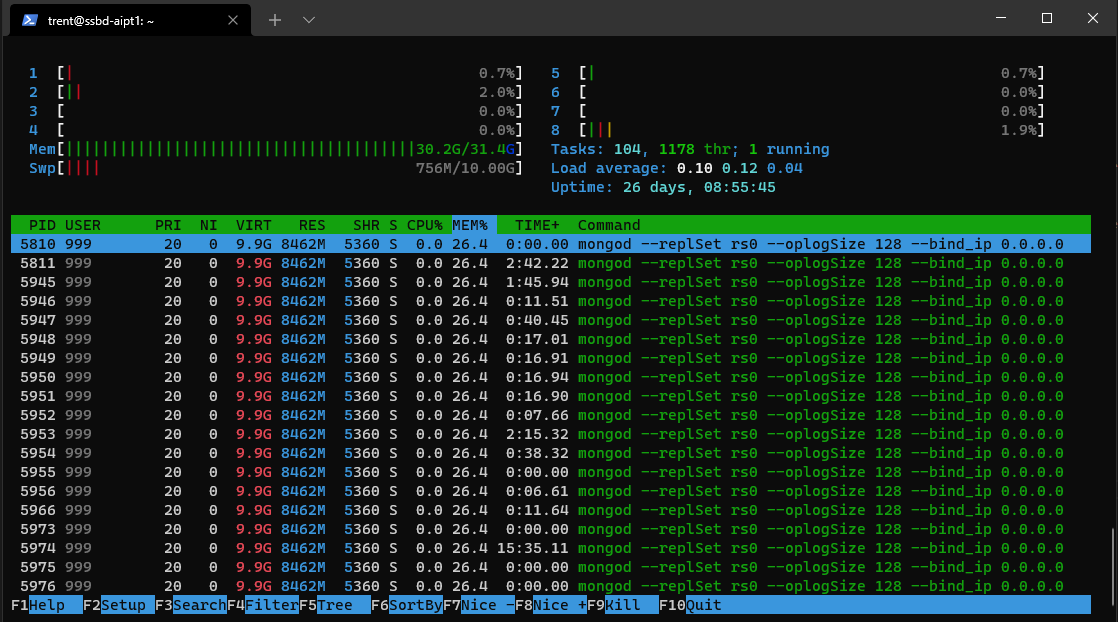 trent@ssbd-aipt1: ~
1 [| 0.7%] 5 [| 0.7%]
2 [|| 2.0%] 6 [ 0.0%]
3 [ 0.0%] 7 [ 0.0%]
4 [ 0.0%] 8 [||| 1.9%]
Mem[|||||||||||||||||||||||||||||||||||||||30.2G/31.4G] Tasks: 104, 1178 thr; 1 running
Swp[|||| 756M/10.00G] Load average: 0.10 0.12 0.04
Uptime: 26 days, 08:55:45
PID USER PRI NI VIRT RES SHR S CPU% MEM% TIME+ Command
5810 999 20 0 9.9G 8462M 5360 S 0.0 26.4 0:00.00 mongod --replSet rs0 --oplogSize 128 --bind_ip 0.0.0.0
5811 999 20 0 9.9G 8462M 5360 S 0.0 26.4 2:42.22 mongod --replSet rs0 --oplogSize 128 --bind_ip 0.0.0.0
5945 999 20 0 9.9G 8462M 5360 S 0.0 26.4 1:45.94 mongod --replSet rs0 --oplogSize 128 --bind_ip 0.0.0.0
5946 999 20 0 9.9G 8462M 5360 S 0.0 26.4 0:11.51 mongod --replSet rs0 --oplogSize 128 --bind_ip 0.0.0.0
5947 999 20 0 9.9G 8462M 5360 S 0.0 26.4 0:40.45 mongod --replSet rs0 --oplogSize 128 --bind_ip 0.0.0.0
5948 999 20 0 9.9G 8462M 5360 S 0.0 26.4 0:17.01 mongod --replSet rs0 --oplogSize 128 --bind_ip 0.0.0.0
5949 999 20 0 9.9G 8462M 5360 S 0.0 26.4 0:16.91 mongod --replSet rs0 --oplogSize 128 --bind_ip 0.0.0.0
5950 999 20 0 9.9G 8462M 5360 S 0.0 26.4 0:16.94 mongod --replSet rs0 --oplogSize 128 --bind_ip 0.0.0.0
5951 999 20 0 9.9G 8462M 5360 S 0.0 26.4 0:16.90 mongod --replSet rs0 --oplogSize 128 --bind_ip 0.0.0.0
5952 999 20 0 9.9G 8462M 5360 S 0.0 26.4 0:07.66 mongod --replSet rs0 --oplogSize 128 --bind_ip 0.0.0.0
5953 999 20 0 9.9G 8462M 5360 S 0.0 26.4 2:15.32 mongod --replSet rs0 --oplogSize 128 --bind_ip 0.0.0.0
5954 999 20 0 9.9G 8462M 5360 S 0.0 26.4 0:38.32 mongod --replSet rs0 --oplogSize 128 --bind_ip 0.0.0.0
5955 999 20 0 9.9G 8462M 5360 S 0.0 26.4 0:00.00 mongod --replSet rs0 --oplogSize 128 --bind_ip 0.0.0.0
5956 999 20 0 9.9G 8462M 5360 S 0.0 26.4 0:06.61 mongod --replSet rs0 --oplogSize 128 --bind_ip 0.0.0.0
5966 999 20 0 9.9G 8462M 5360 S 0.0 26.4 0:11.64 mongod --replSet rs0 --oplogSize 128 --bind_ip 0.0.0.0
5973 999 20 0 9.9G 8462M 5360 S 0.0 26.4 0:00.00 mongod --replSet rs0 --oplogSize 128 --bind_ip 0.0.0.0
5974 999 20 0 9.9G 8462M 5360 S 0.0 26.4 15:35.11 mongod --replSet rs0 --oplogSize 128 --bind_ip 0.0.0.0
5975 999 20 0 9.9G 8462M 5360 S 0.0 26.4 0:00.00 mongod --replSet rs0 --oplogSize 128 --bind_ip 0.0.0.0
5976 999 20 0 9.9G 8462M 5360 S 0.0 26.4 0:00.00 mongod --replSet rs0 --oplogSize 128 --bind_ip 0.0.0.0
F1Help F2Setup F3SearchF4FilterF5Tree F6SortByF7Nice -F8Nice +F9Kill F10Quit